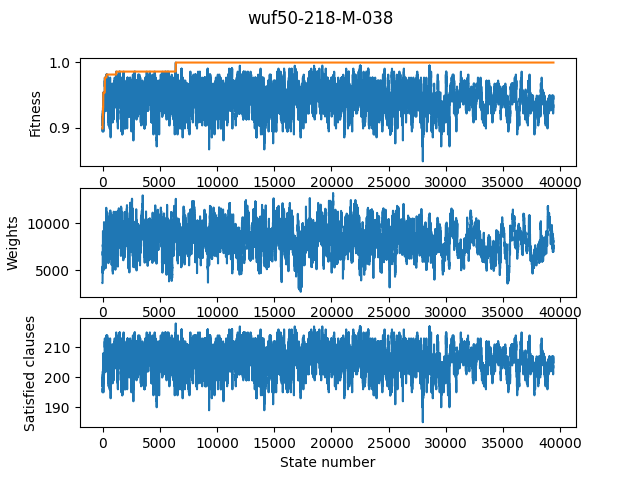 wuf50-218-M-038
1.0
0.9
Fitness
0 5000 10000 15000 20000 25000 30000 35000 40000
10000
5000
Weights
0 5000 10000 15000 20000 25000 30000 35000 40000
210
200
190
Satisfied clauses
0 5000 10000 15000 20000 25000 30000 35000 40000
State number